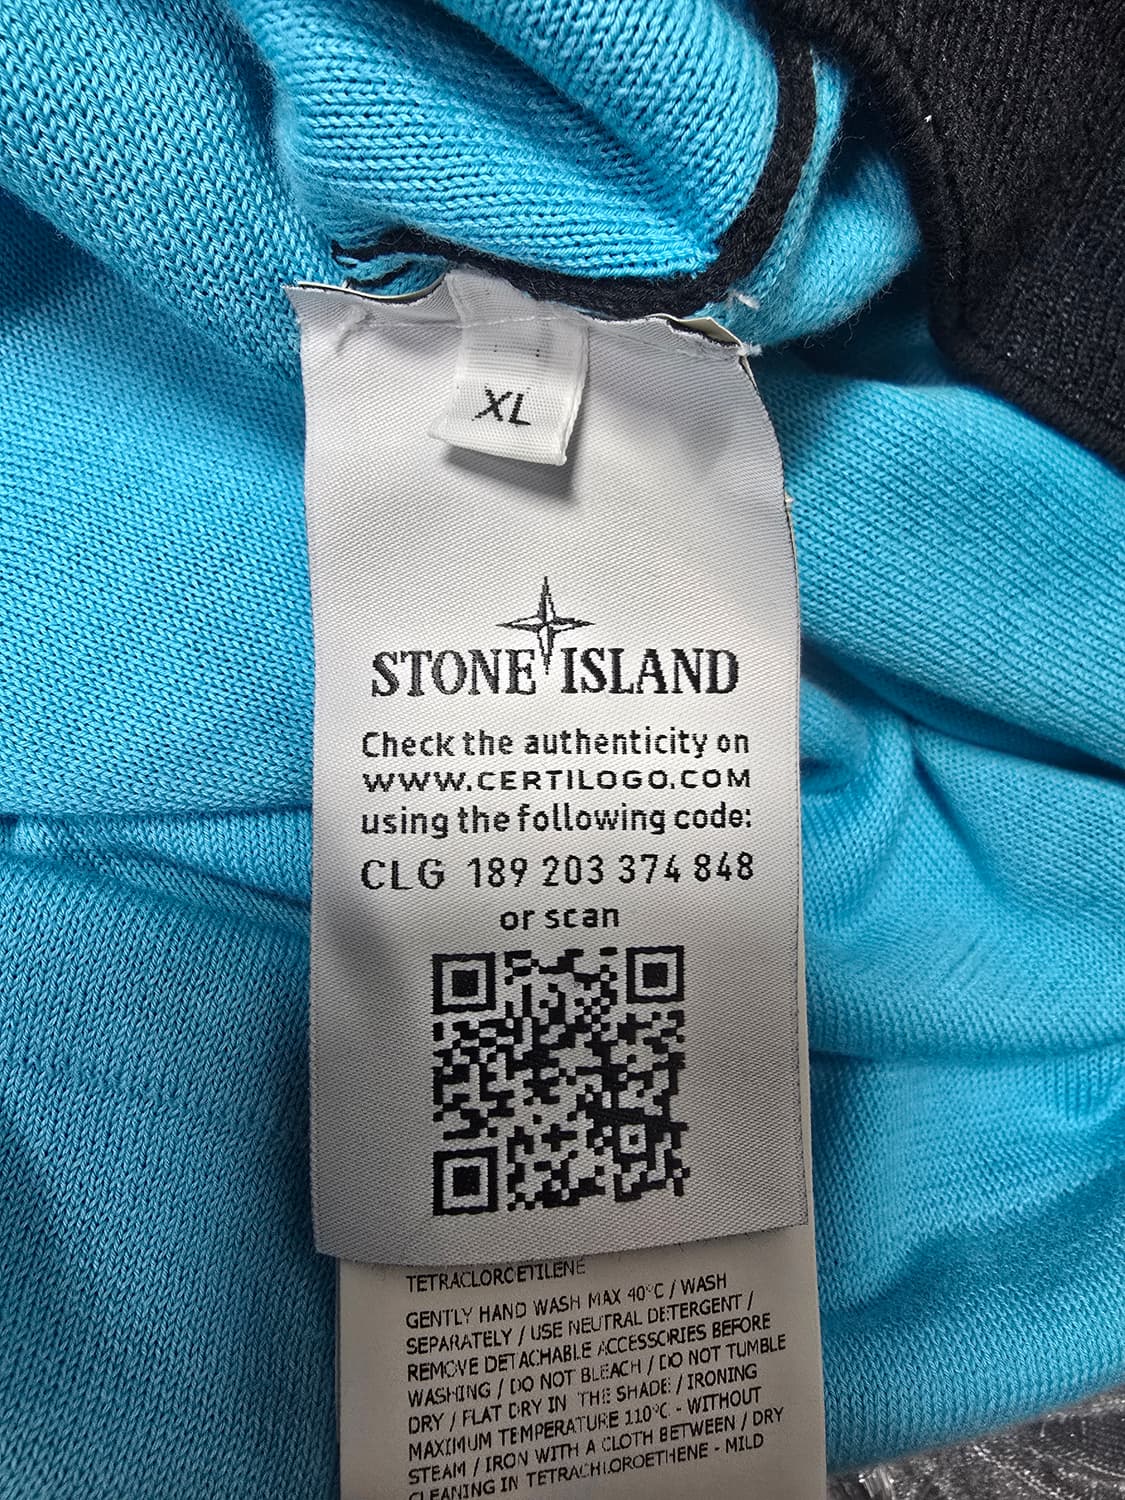 XL
STONE ISLAND
Check the authenticity on
WWW.CERTILOGO.COM
using the following code:
CLG 189 203 374 848
or scan
TETRACLOROETILENE
GENTLY HAND WASH MAX 40°C / WASH
SEPARATELY / USE NEUTRAL DETERGENT /
REMOVE DETACHABLE ACCESSORIES BEFORE
WASHING / DO NOT BLEACH / DO NOT TUMBLE
DRY / FLAT DRY IN THE SHADE / IRONING
MAXIMUM TEMPERATURE 110°C - WITHOUT
STEAM / IRON WITH A CLOTH BETWEEN / DRY
CLEANING IN TETRACHLOROETHENE - MILD